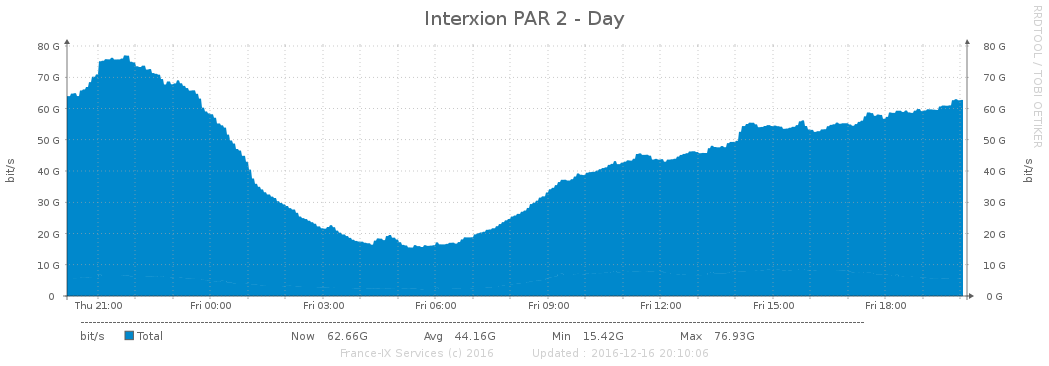 Interxion PAR 2 - Day
RRDTOOL / TOBI OETIKER
bit/s
80 G 80 G
70 G 70 G
60 G 60 G
50 G 50 G
40 G 40 G
30 G 30 G
20 G 20 G
10 G 10 G
0 0 G
bit/s
Thu 21:00 Fri 00:00 Fri 03:00 Fri 06:00 Fri 09:00 Fri 12:00 Fri 15:00 Fri 18:00
bit/s Total Now 62.66G Avg 44.16G Min 15.42G Max 76.93G
France-IX Services (c) 2016 Updated : 2016-12-16 20:10:06